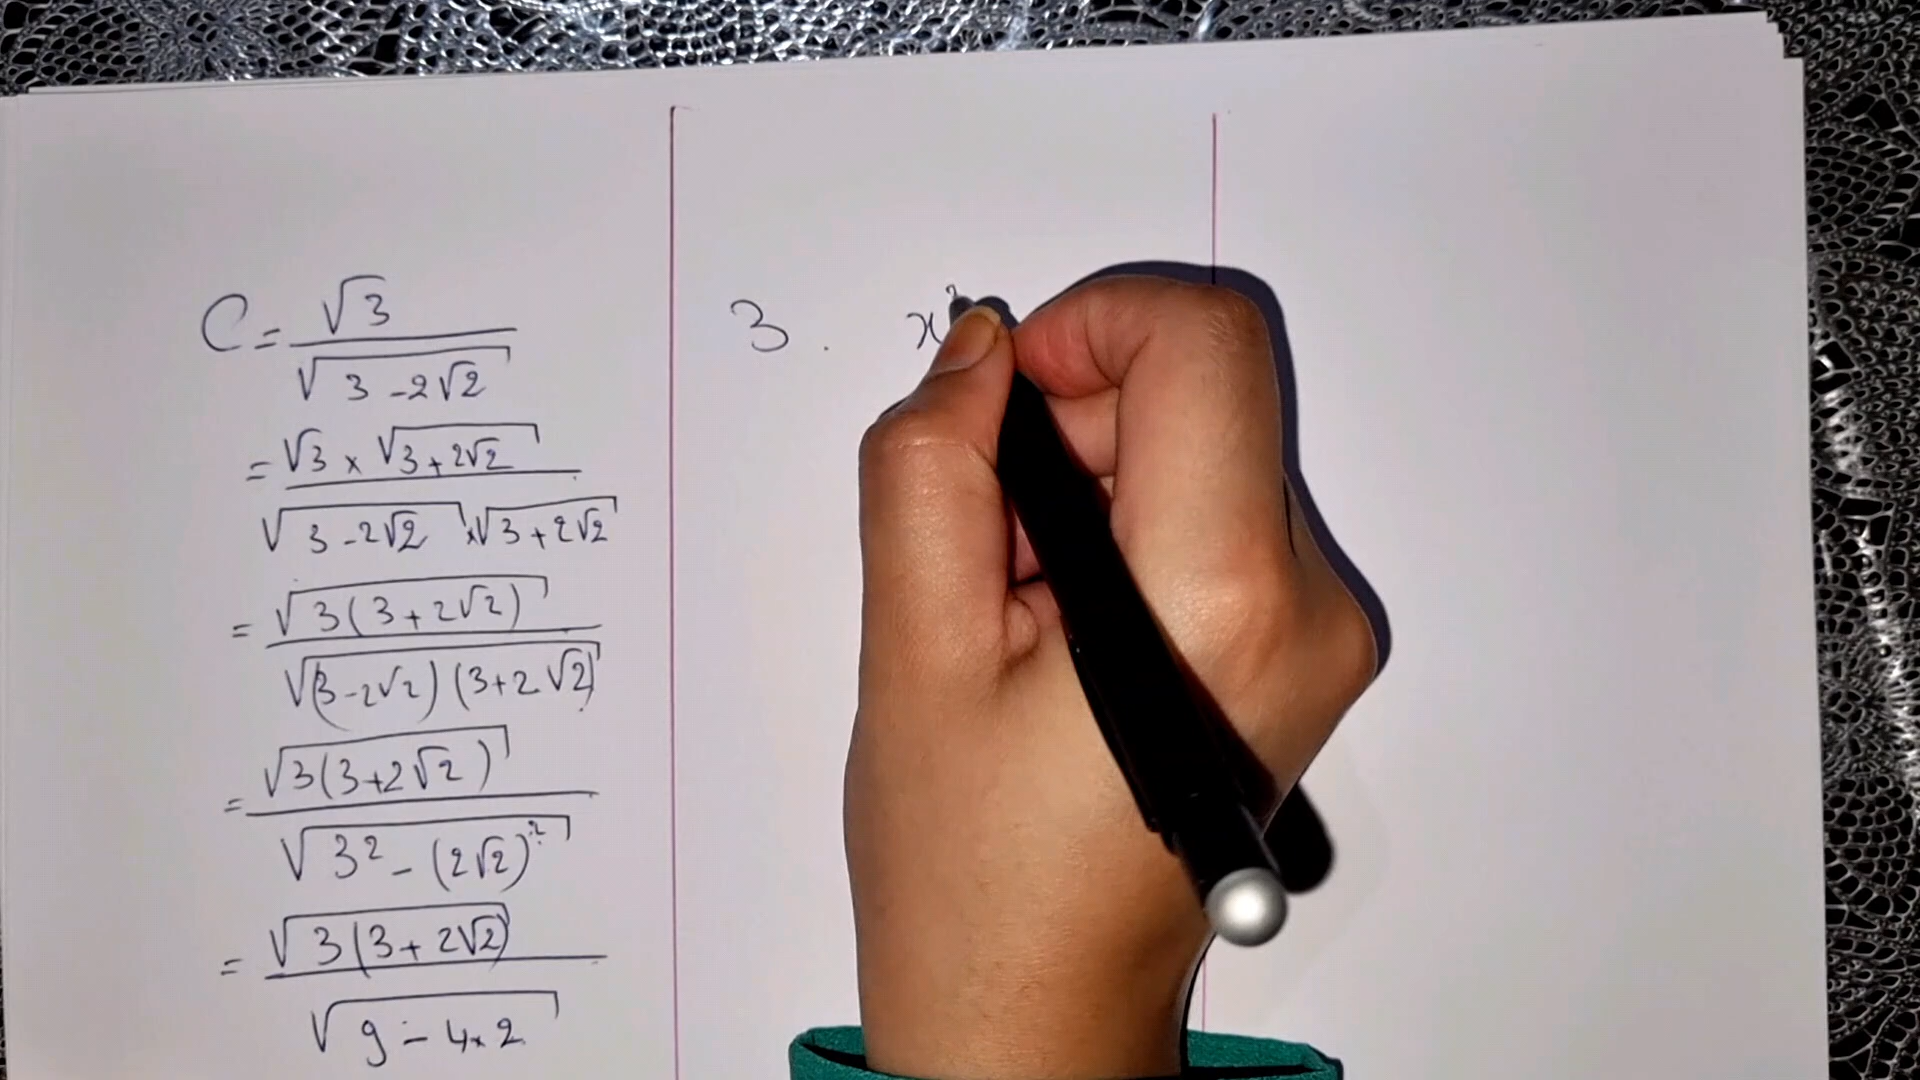 C = √3 / √(3 - 2√2)
= √3 × √(3 + 2√2) / √(3 - 2√2) × √(3 + 2√2)
= √(3(3 + 2√2)) / √((3 - 2√2)(3 + 2√2))
= √(3(3 + 2√2)) / √(3² - (2√2)²)
= √(3(3 + 2√2)) / √(9 - 4 × 2)
3. x²